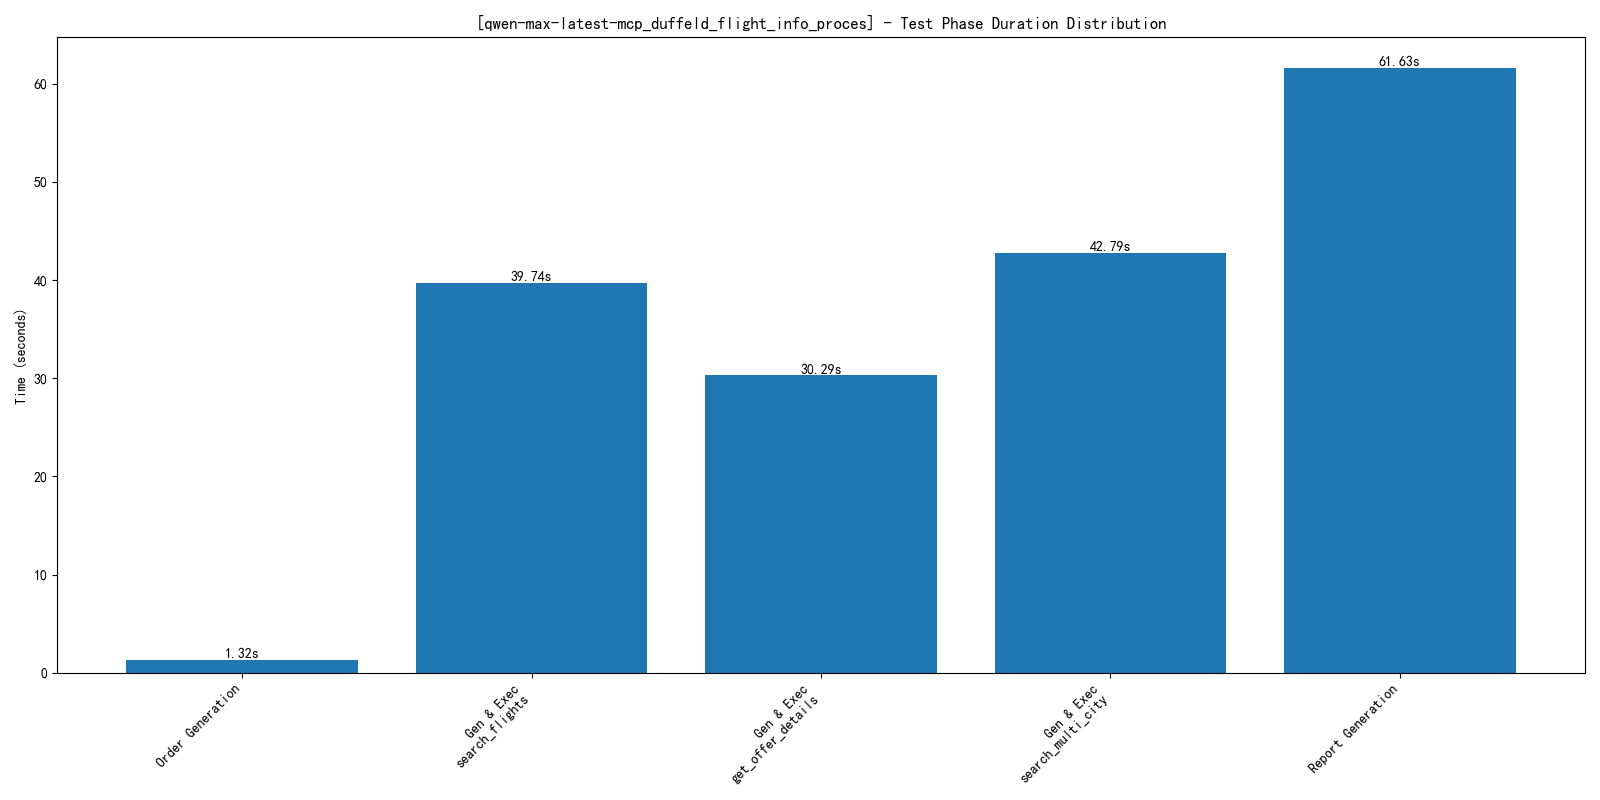 [qwen-max-latest-mcp_duffeld_flight_info_proces] - Test Phase Duration Distribution
Time (seconds)
60
50
40
30
20
10
0
1.32s
39.74s
30.29s
42.79s
61.63s
Order Generation
Gen & Exec
search_flights
Gen & Exec
get_offer_details
Gen & Exec
search_multi_city
Report Generation